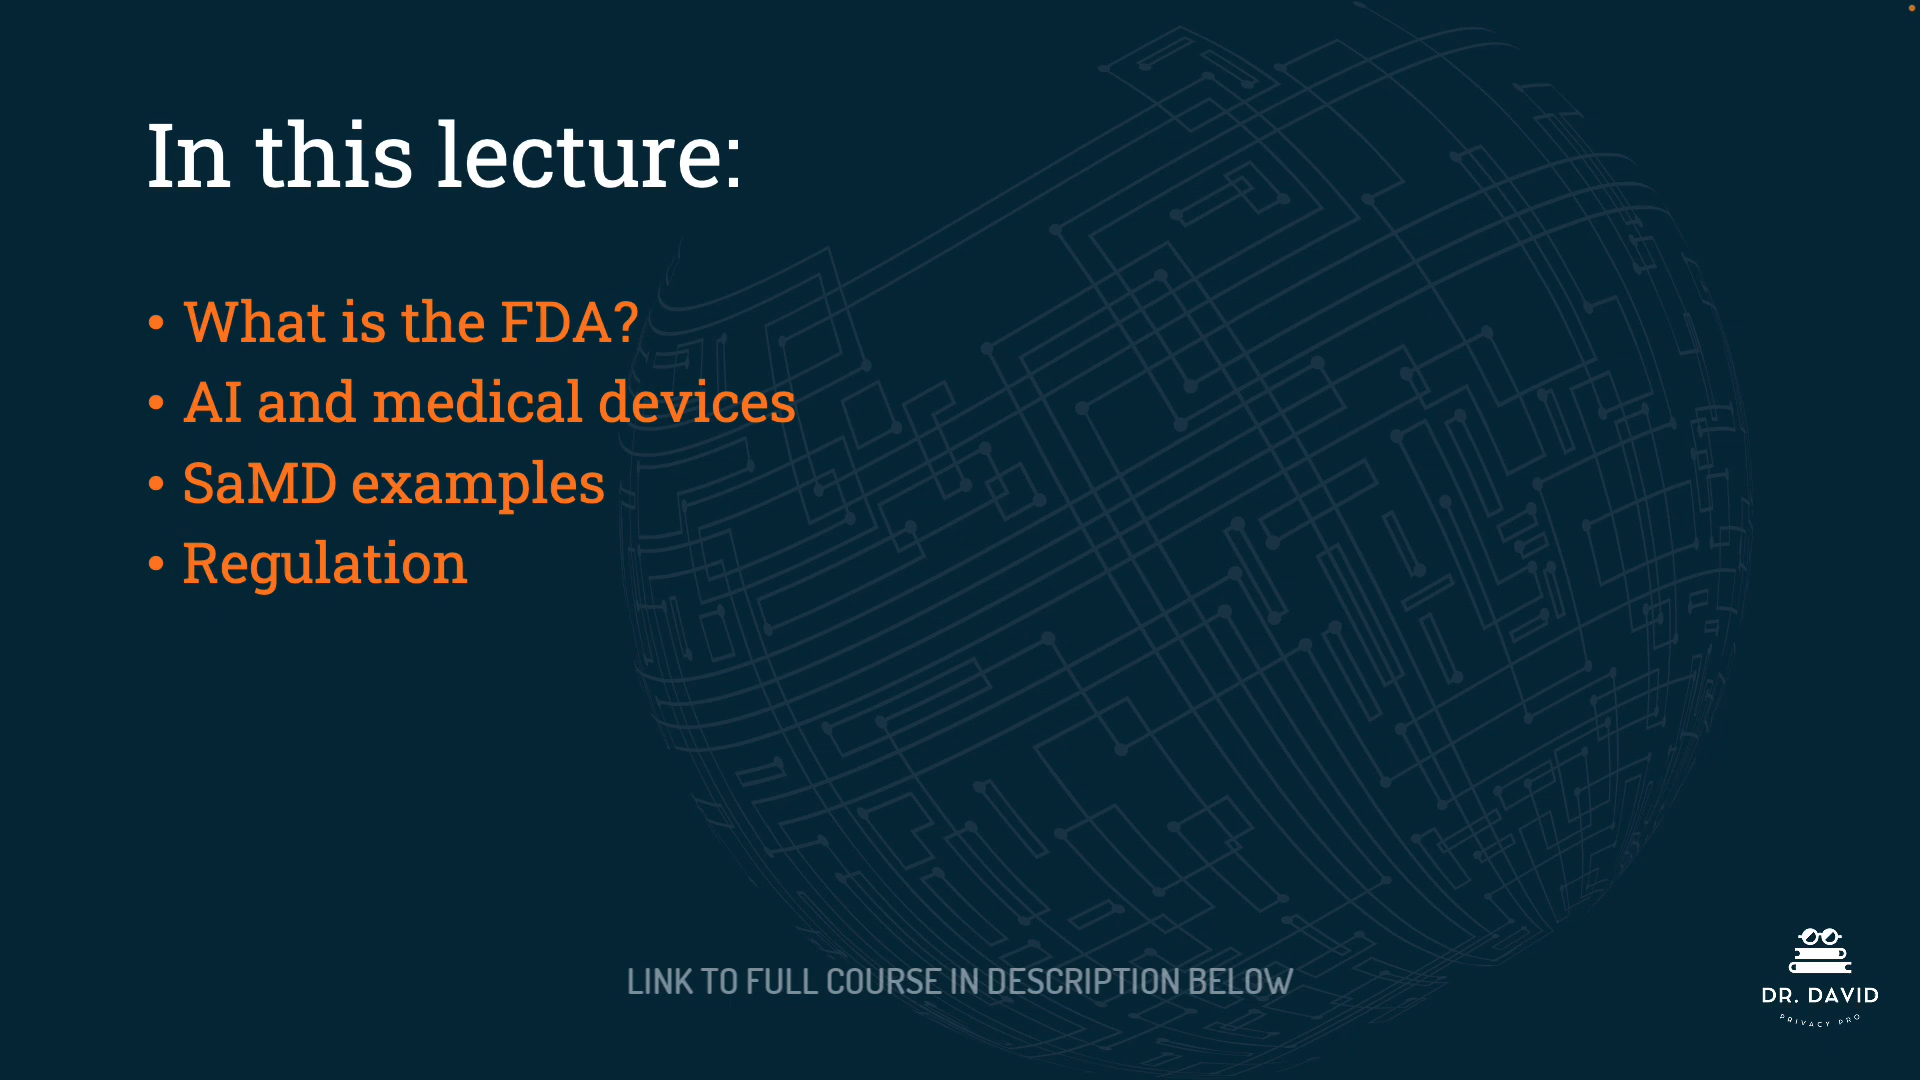 In this lecture:
• What is the FDA?
• AI and medical devices
• SaMD examples
• Regulation
LINK TO FULL COURSE IN DESCRIPTION BELOW
DR. DAVID
PRIVACY PRO